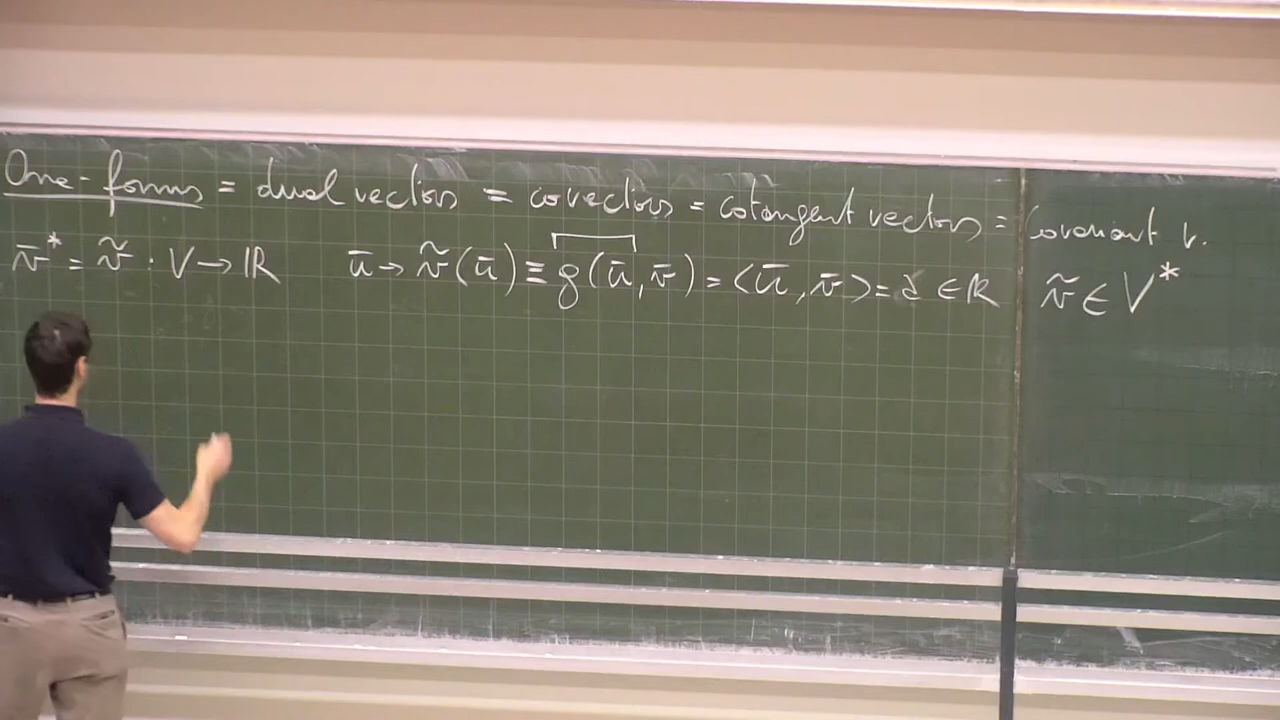 One-forms = dual vectors = covectors = cotangent vectors = covariant v.
v̄* = ṽ : V → ℝ ū → ṽ(ū) ≡ g(ū, v̄) = <ū, v̄> = ∈ ℝ ṽ ∈ V*